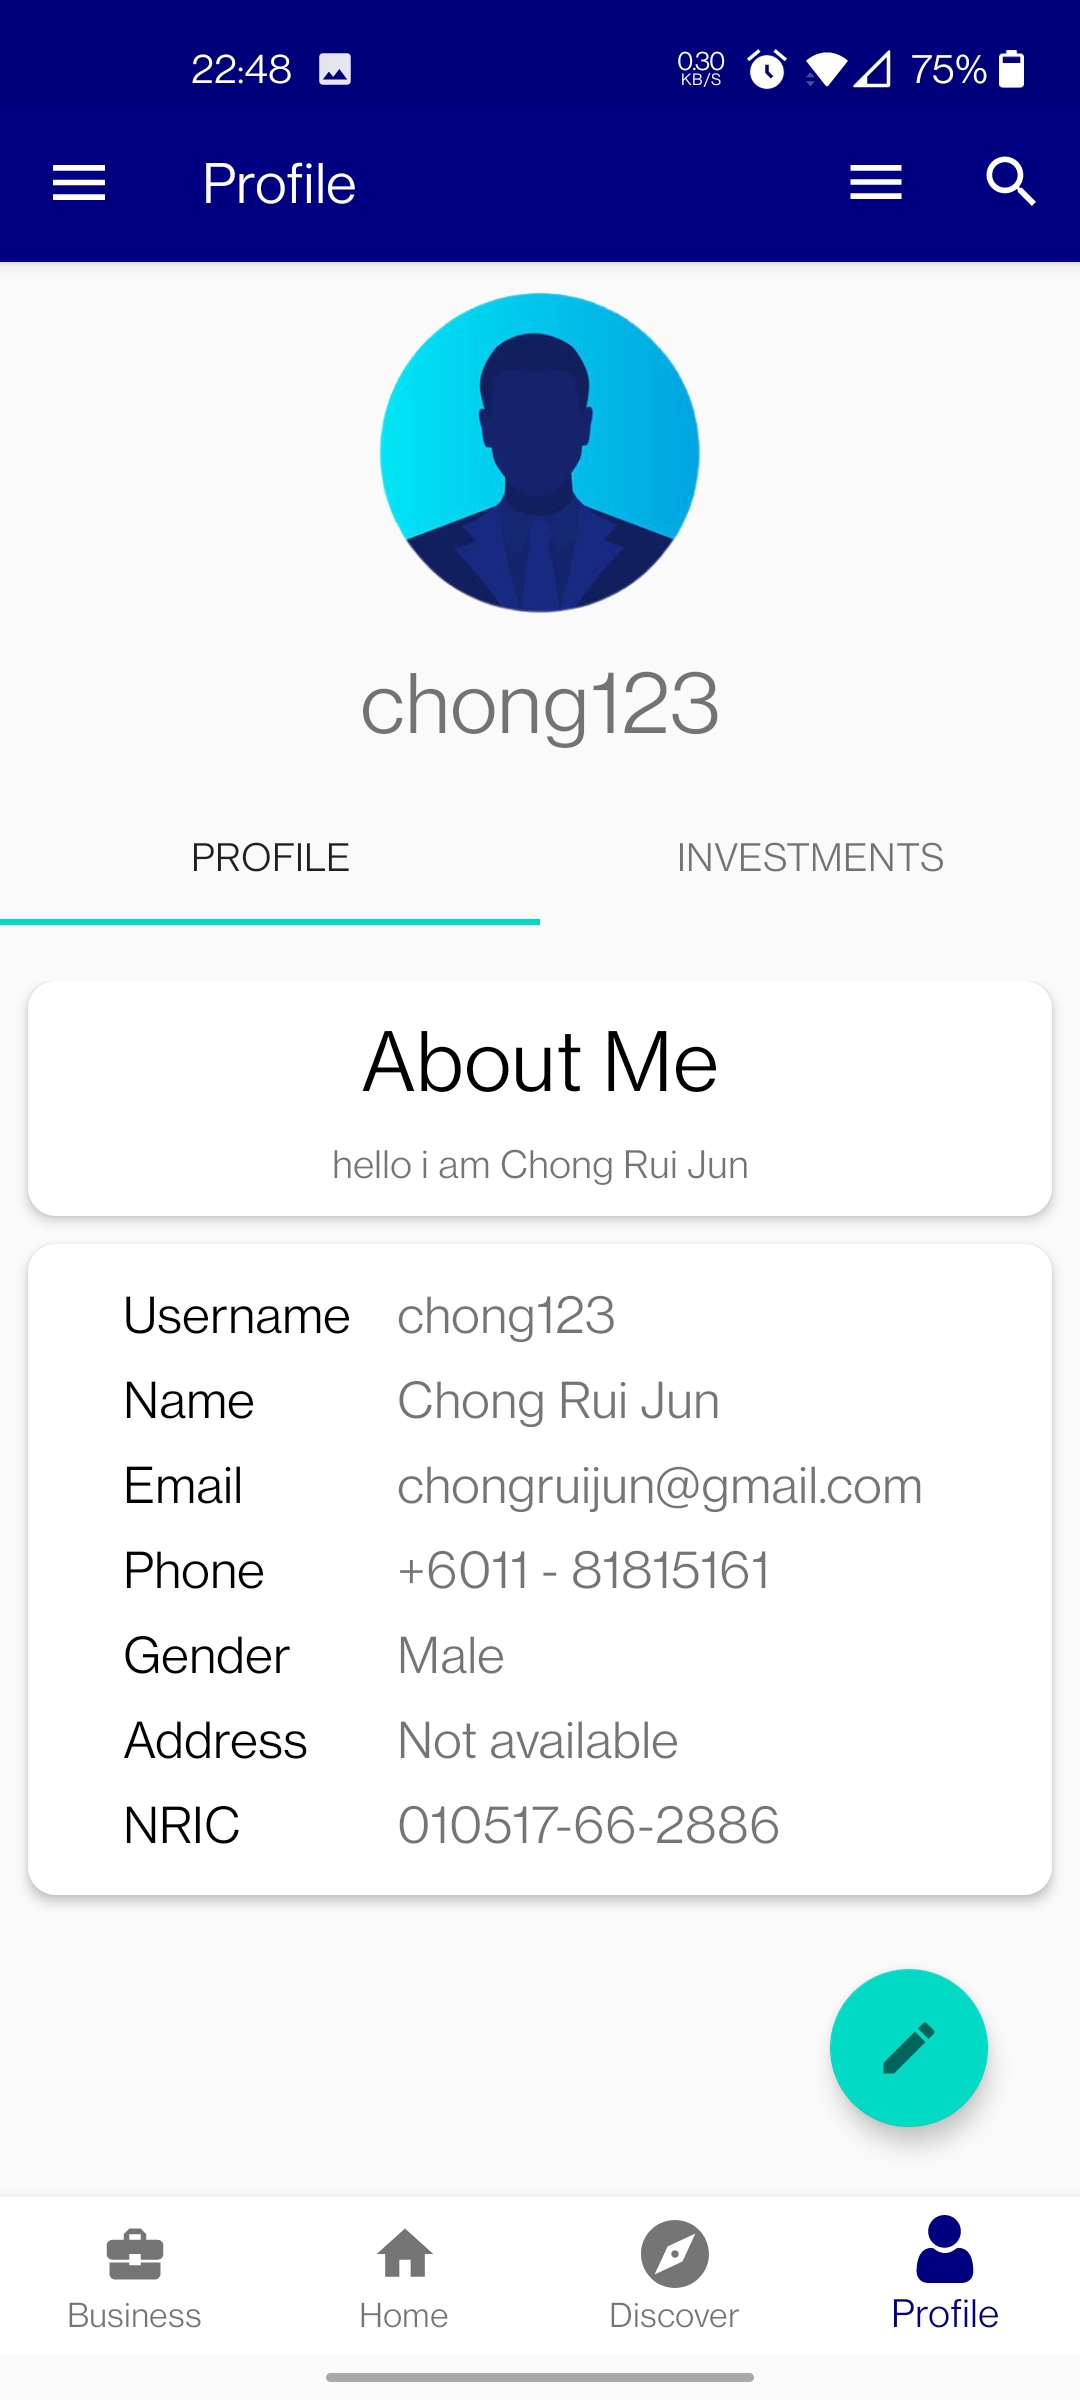 22:48
0.30
KB/S
75%
Profile
chong123
PROFILE INVESTMENTS
About Me
hello i am Chong Rui Jun
Username chong123
Name Chong Rui Jun
Email chongruijun@gmail.com
Phone +6011 - 81815161
Gender Male
Address Not available
NRIC 010517-66-2886
Business Home Discover Profile